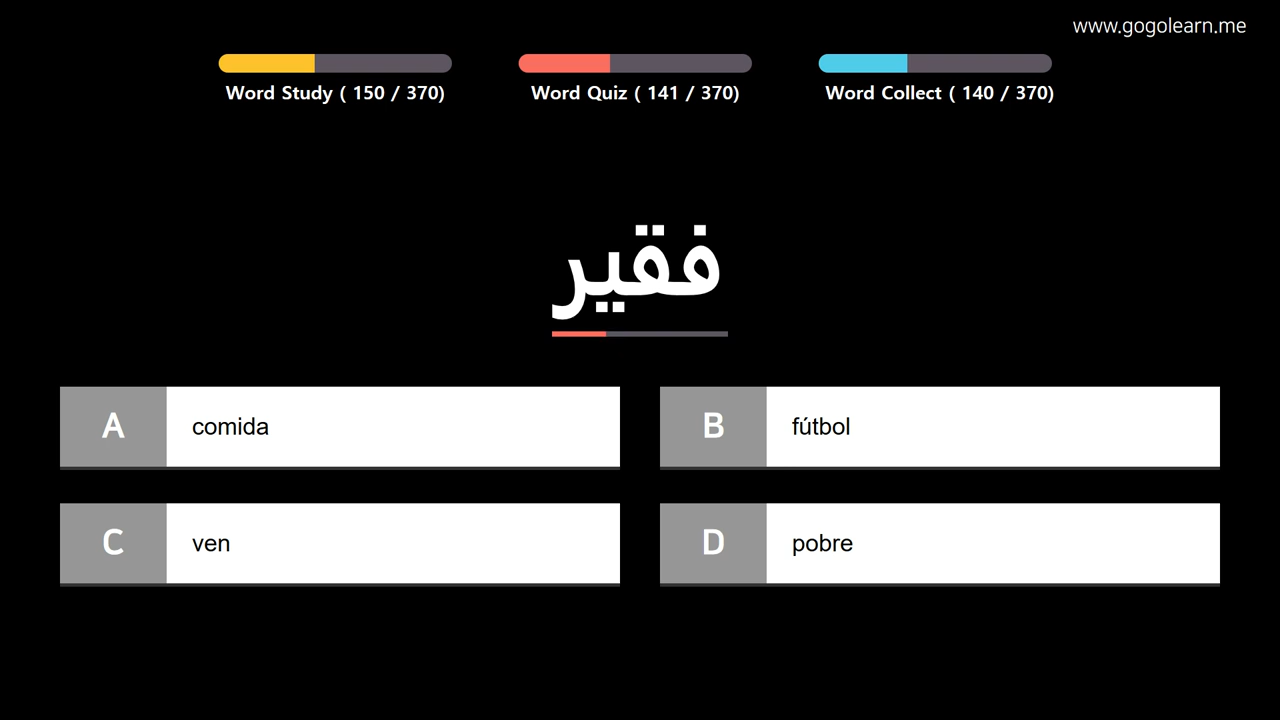 www.gogolearn.me
Word Study ( 150 / 370)
Word Quiz ( 141 / 370)
Word Collect ( 140 / 370)
فقير
A
comida
B
fútbol
C
ven
D
pobre